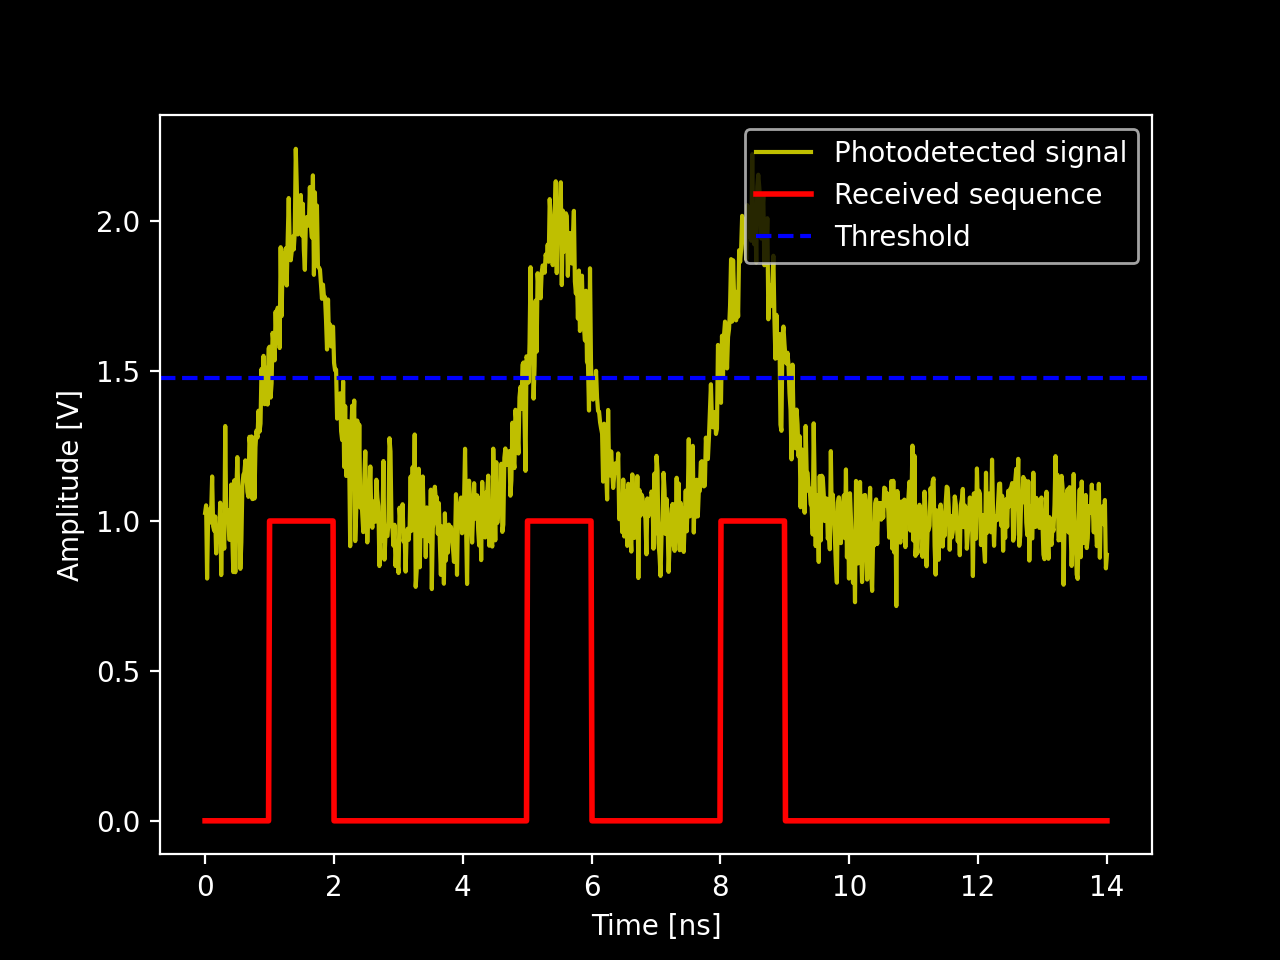 Photodetected signal
Received sequence
Threshold
2.0
1.5
1.0
0.5
0.0
Amplitude [V]
0 2 4 6 8 10 12 14
Time [ns]